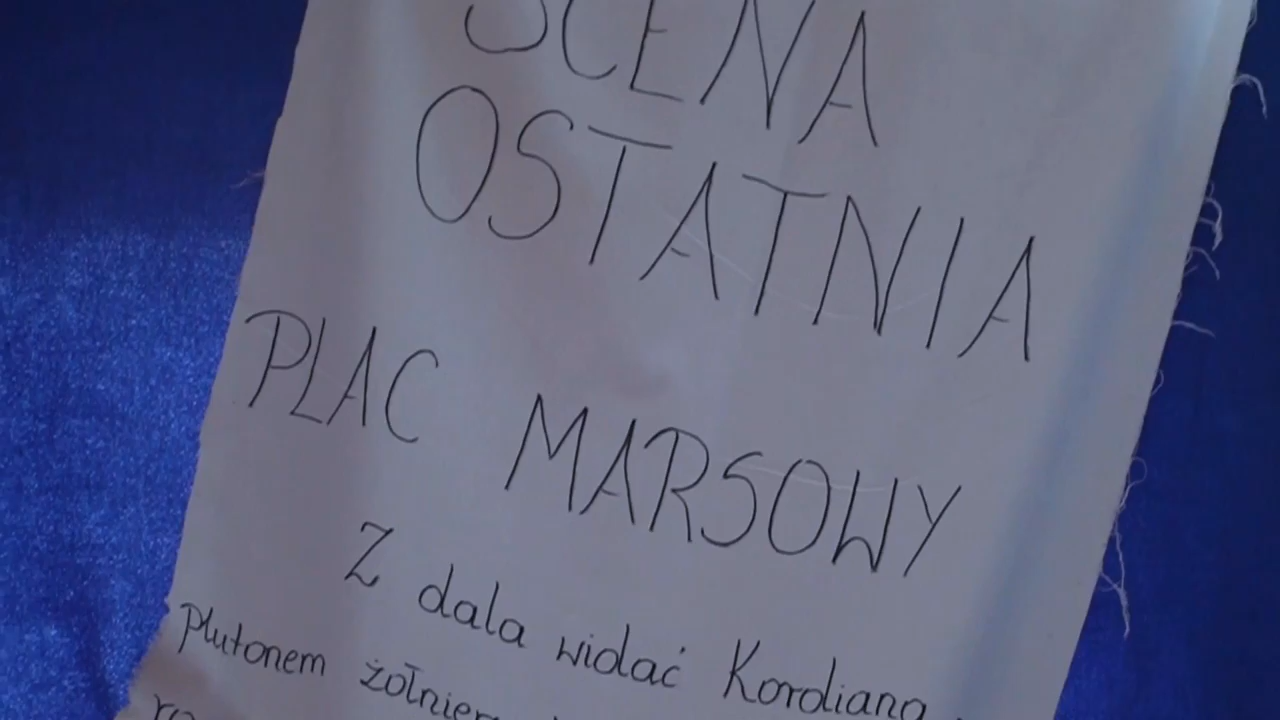 SCENA
OSTATNIA
PLAC MARSOWY
Z dala widać Kordiana
plutonem